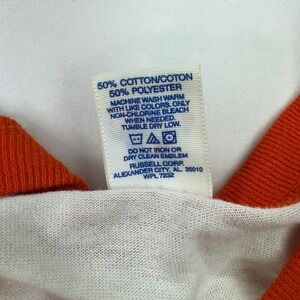 50% COTTON/COTON
50% POLYESTER
MACHINE WASH WARM
WITH LIKE COLORS, ONLY
NON-CHLORINE BLEACH
WHEN NEEDED.
TUMBLE DRY LOW.
DO NOT IRON OR
DRY CLEAN EMBLEM
RUSSELL CORP.
ALEXANDER CITY, AL. 35010
WPL 7232